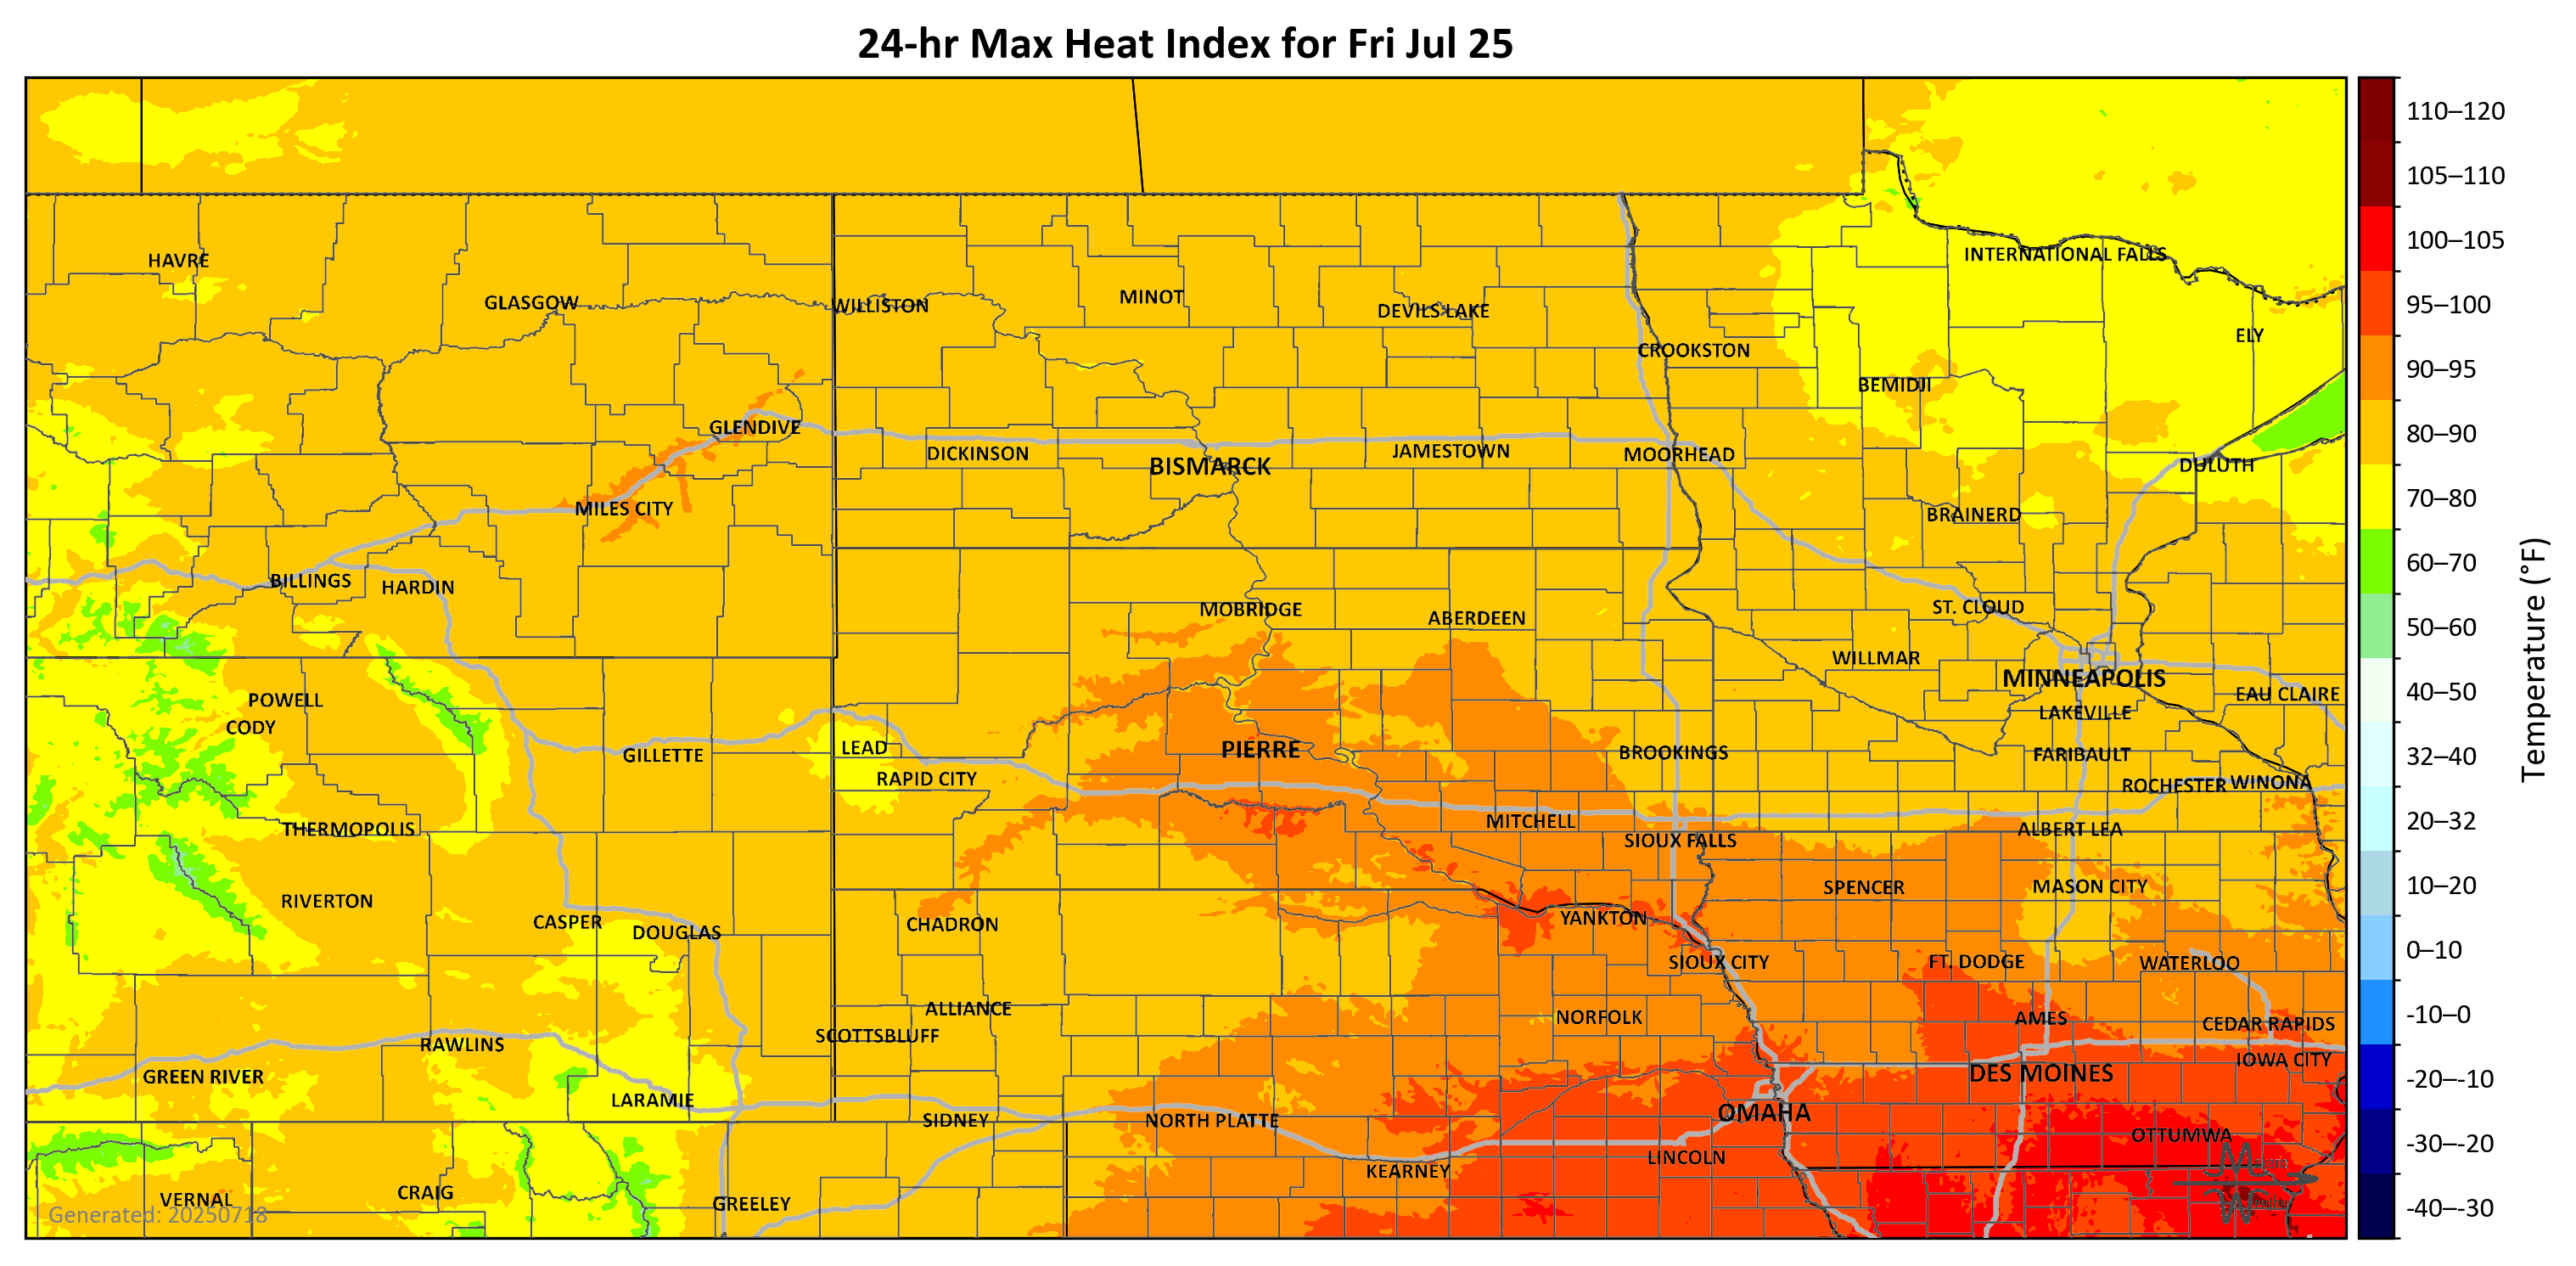 24-hr Max Heat Index for Fri Jul 25
110–120
105–110
100–105
95–100
90–95
80–90
70–80
60–70
50–60
40–50
32–40
20–32
10–20
0–10
-10–0
-20–-10
-30–-20
-40–-30
Temperature (°F)
HAVRE
INTERNATIONAL FALLS
GLASGOW
WILLISTON
MINOT
DEVILS LAKE
ELY
CROOKSTON
BEMIDJI
GLENDIVE
DICKINSON
BISMARCK
JAMESTOWN
MOORHEAD
DULUTH
MILES CITY
BRAINERD
BILLINGS
HARDIN
MOBRIDGE
ABERDEEN
ST. CLOUD
WILLMAR
MINNEAPOLIS
POWELL
EAU CLAIRE
CODY
LAKEVILLE
GILLETTE
LEAD
PIERRE
BROOKINGS
FARIBAULT
RAPID CITY
ROCHESTER
WINONA
THERMOPOLIS
MITCHELL
SIOUX FALLS
ALBERT LEA
RIVERTON
SPENCER
MASON CITY
CASPER
DOUGLAS
CHADRON
YANKTON
SIOUX CITY
FT. DODGE
WATERLOO
ALLIANCE
NORFOLK
AMES
CEDAR RAPIDS
SCOTTSBLUFF
RAWLINS
IOWA CITY
GREEN RIVER
DES MOINES
LARAMIE
SIDNEY
NORTH PLATTE
OMAHA
OTTUMWA
KEARNEY
LINCOLN
VERNAL
CRAIG
GREELEY
Generated: 20250718